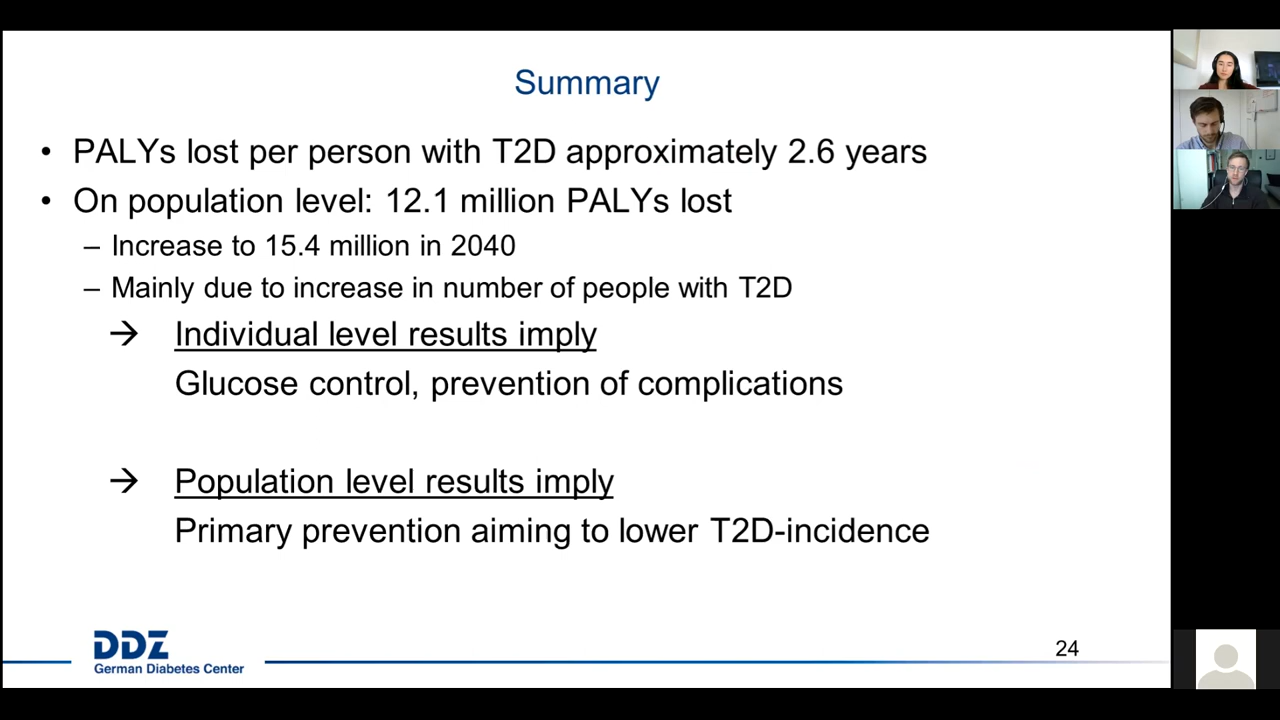 Summary
• PALYs lost per person with T2D approximately 2.6 years
• On population level: 12.1 million PALYs lost
– Increase to 15.4 million in 2040
– Mainly due to increase in number of people with T2D
→ Individual level results imply
Glucose control, prevention of complications
→ Population level results imply
Primary prevention aiming to lower T2D-incidence
DDZ
German Diabetes Center
24